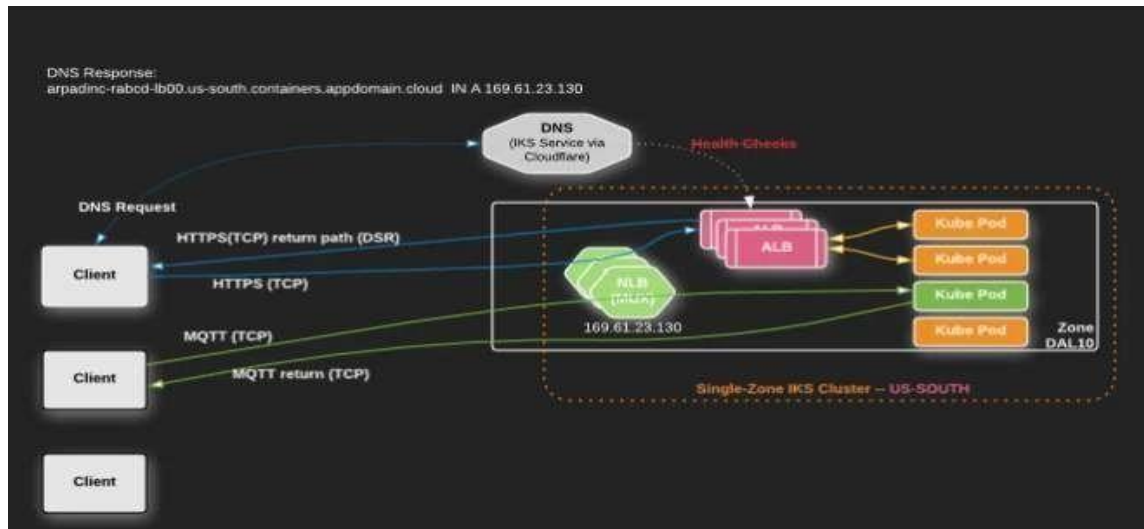 DNS Response:
arpadinc-rabcd-lb00.us-south.containers.appdomain.cloud IN A 169.61.23.130
DNS
(IKS Service via
Cloudflare)
Health Checks
DNS Request
HTTPS(TCP) return path (DSR)
Client
HTTPS (TCP)
ALB
ALB
Kube Pod
Kube Pod
NLB
(MUX)
Kube Pod
169.61.23.130
MQTT (TCP)
Kube Pod
Zone
DAL10
Client
MQTT return (TCP)
Single-Zone IKS Cluster -- US-SOUTH
Client